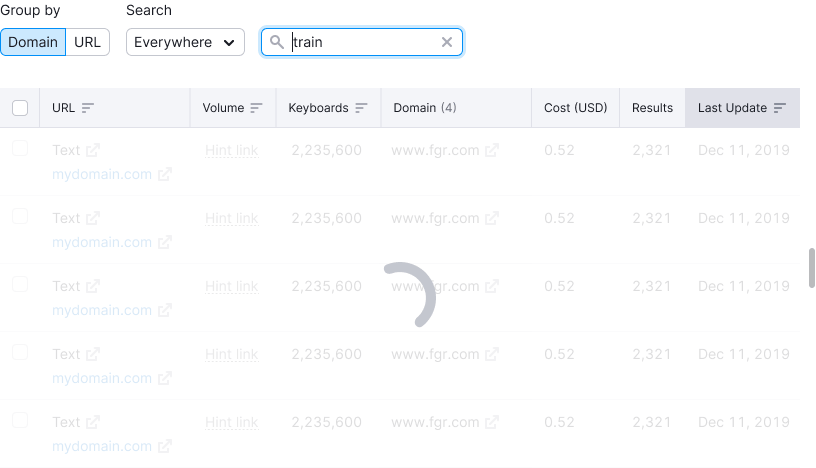 Group by Search
Domain URL Everywhere train
URL Volume Keyboards Domain (4) Cost (USD) Results Last Update
Text Hint link 2,235,600 www.fgr.com 0.52 2,321 Dec 11, 2019
mydomain.com
Text Hint link 2,235,600 www.fgr.com 0.52 2,321 Dec 11, 2019
mydomain.com
Text Hint link 2,235,600 www.fgr.com 0.52 2,321 Dec 11, 2019
mydomain.com
Text Hint link 2,235,600 www.fgr.com 0.52 2,321 Dec 11, 2019
mydomain.com
Text Hint link 2,235,600 www.fgr.com 0.52 2,321 Dec 11, 2019
mydomain.com